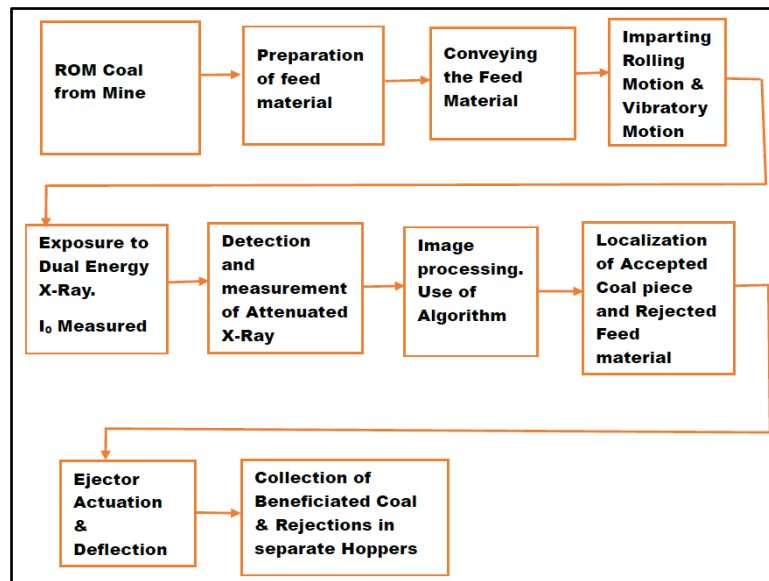 ROM Coal
from Mine
Preparation
of feed
material
Conveying
the Feed
Material
Imparting
Rolling
Motion &
Vibratory
Motion
Exposure to
Dual Energy
X-Ray.
I₀ Measured
Detection
and
measurement
of Attenuated
X-Ray
Image
processing.
Use of
Algorithm
Localization
of Accepted
Coal piece
and Rejected
Feed
material
Ejector
Actuation
&
Deflection
Collection of
Beneficiated Coal
& Rejections in
separate Hoppers